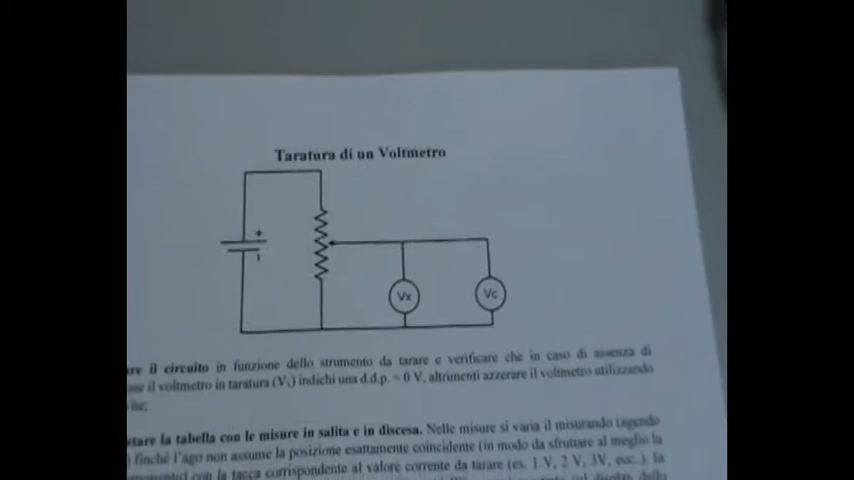 Taratura di un Voltmetro
+
Vx
Vc
il circuito in funzione dello strumento da tarare e verificare che in caso di assenza di
il voltmetro in taratura (Vx) indichi una d.d.p. = 0 V, altrimenti azzerare il voltmetro utilizzando
la tabella con le misure in salita e in discesa. Nelle misure si varia il misurando (agendo
) finché l'ago non assume la posizione esattamente coincidente (in modo da sfruttare al meglio la
con la tacca corrispondente al valore corrente da tarare (es. 1 V, 2 V, 3V, ecc.). la